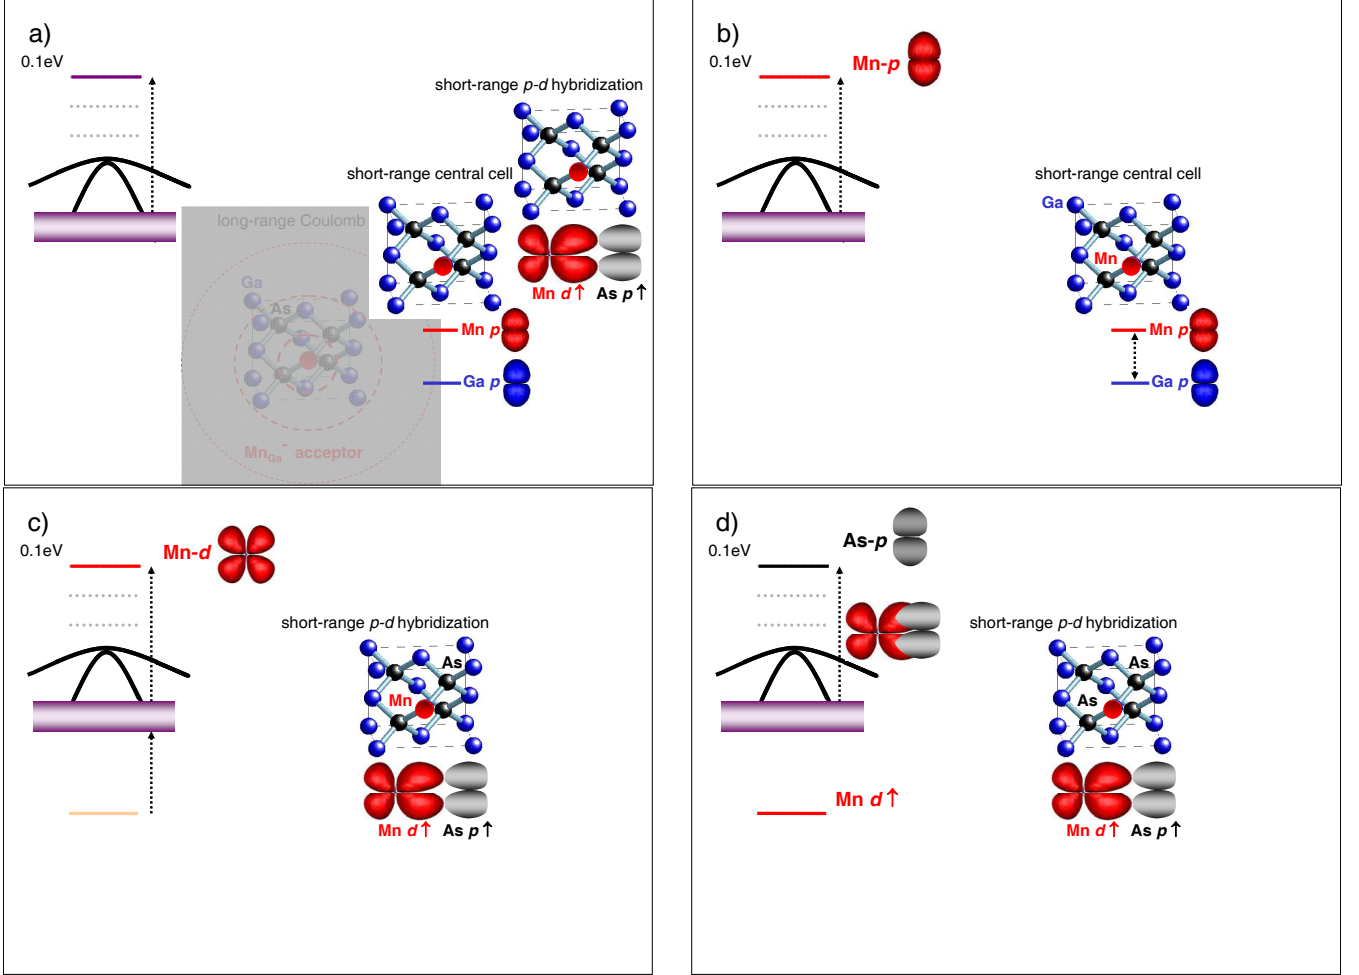 a)
0.1eV
short-range p-d hybridization
short-range central cell
long-range Coulomb
Ga
As
Mn d↑ As p↑
Mn p
Ga p
MnGa⁻ acceptor
b)
0.1eV
Mn-p
short-range central cell
Ga
Mn
Mn p
Ga p
c)
0.1eV
Mn-d
short-range p-d hybridization
As
Mn
Mn d↑ As p↑
d)
0.1eV
As-p
short-range p-d hybridization
As
As
Mn d↑
Mn d↑ As p↑